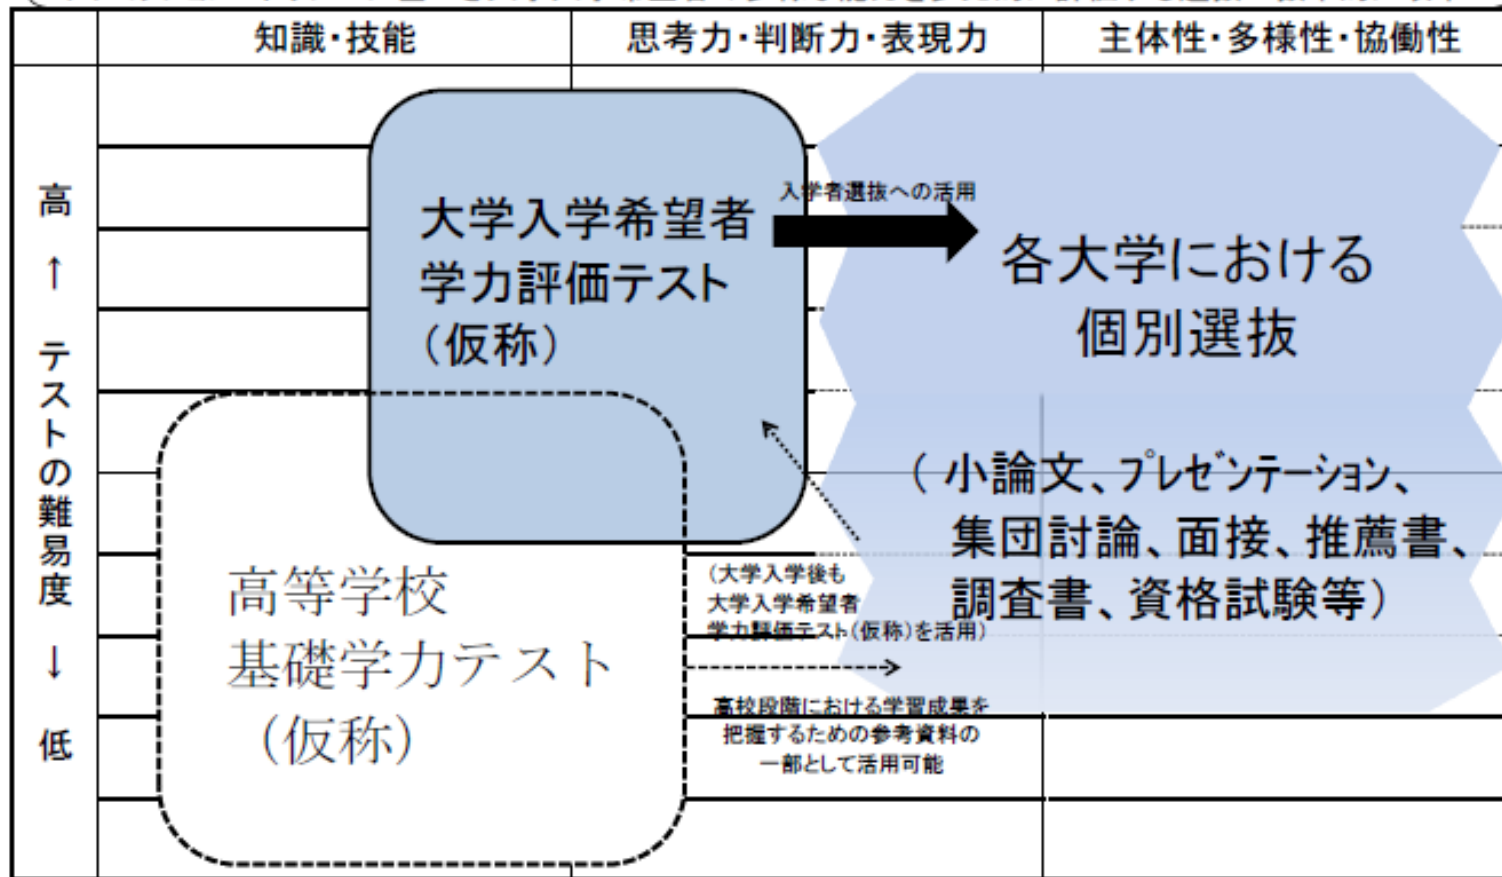 知識・技能
思考力・判断力・表現力
主体性・多様性・協働性
高
↑
テストの難易度
↓
低
大学入学希望者
学力評価テスト
（仮称）
入学者選抜への活用
各大学における
個別選抜
（小論文、プレゼンテーション、
集団討論、面接、推薦書、
調査書、資格試験等）
高等学校
基礎学力テスト
（仮称）
（大学入学後も
大学入学希望者
学力評価テスト（仮称）を活用）
高校段階における学習成果を
把握するための参考資料の
一部として活用可能